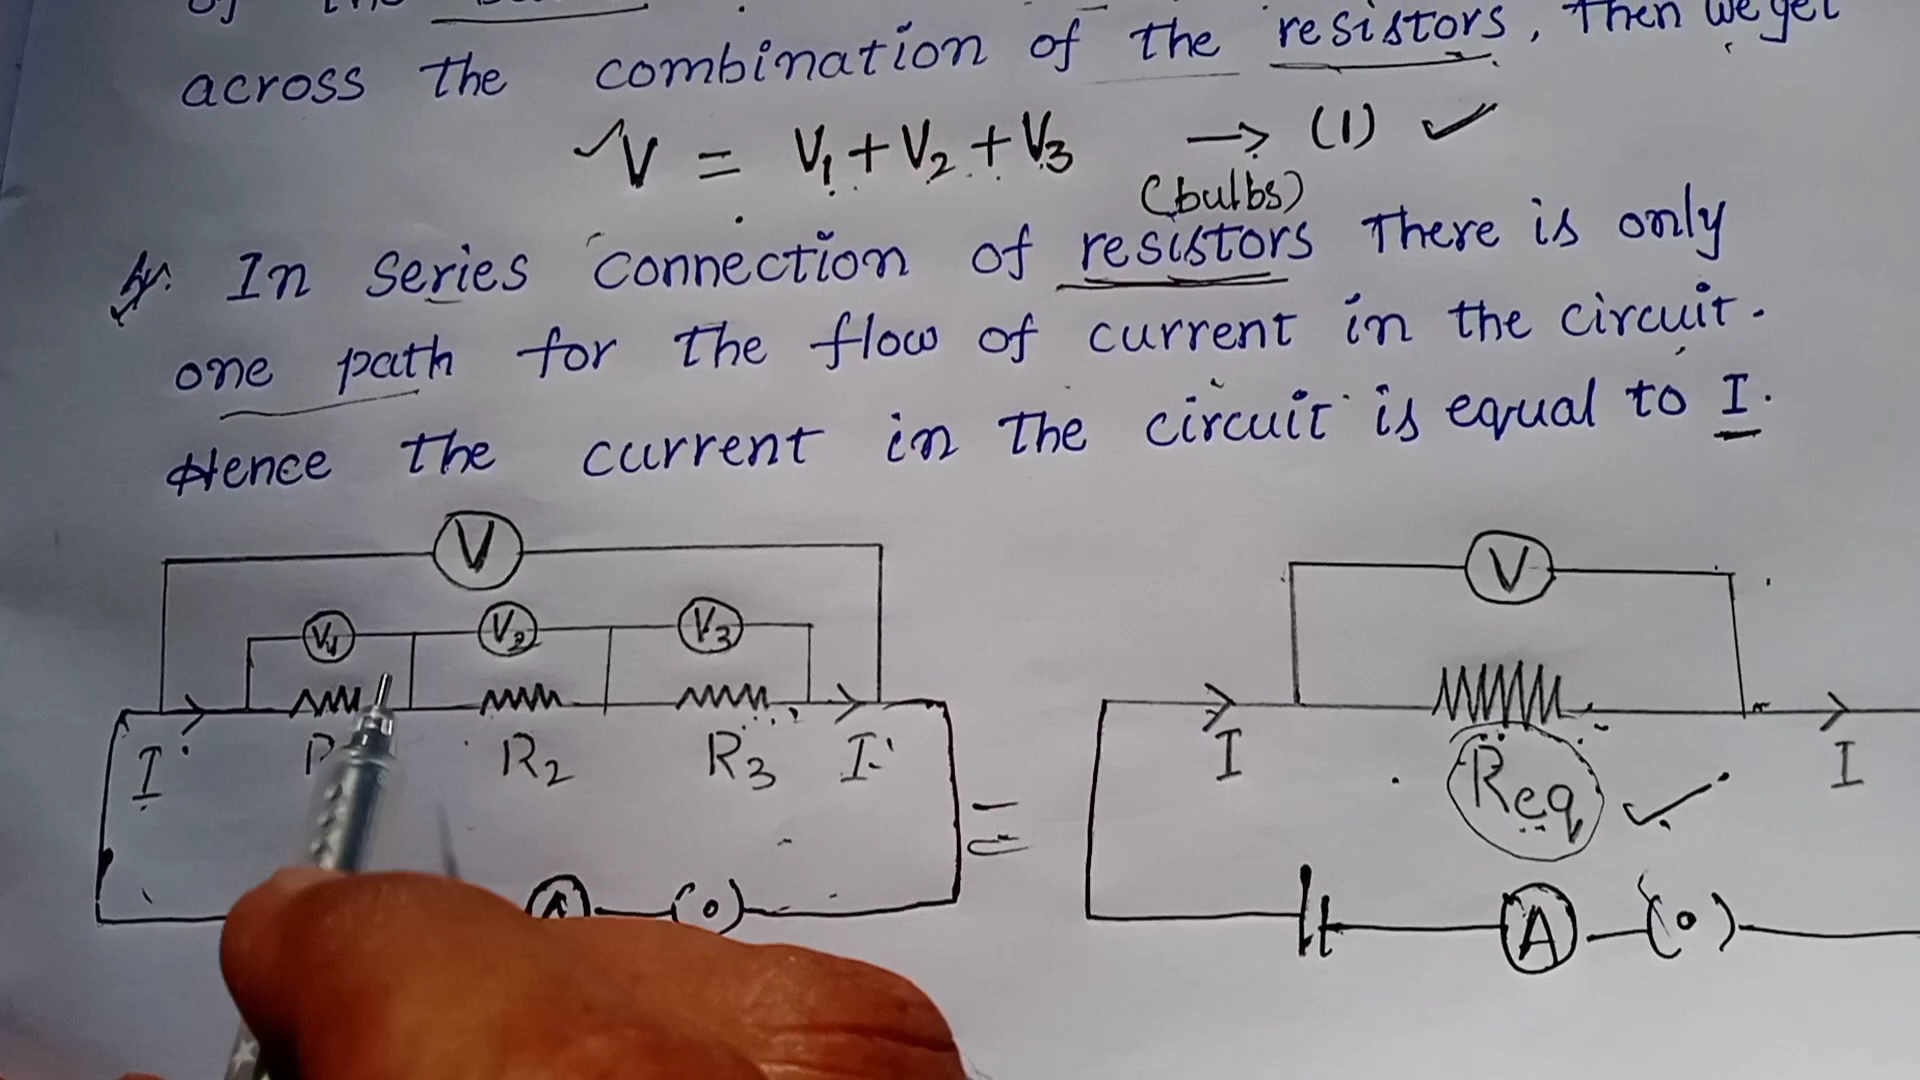 of the
across the combination of the resistors, Then we get
V = V₁ + V₂ + V₃ → (1) ✓
(bulbs)
In series connection of resistors There is only
one path for the flow of current in the circuit.
Hence the current in the circuit is equal to I.
V
V₁ V₂ V₃
I R₂ R₃ I
A
V
I Req ✓ I
A